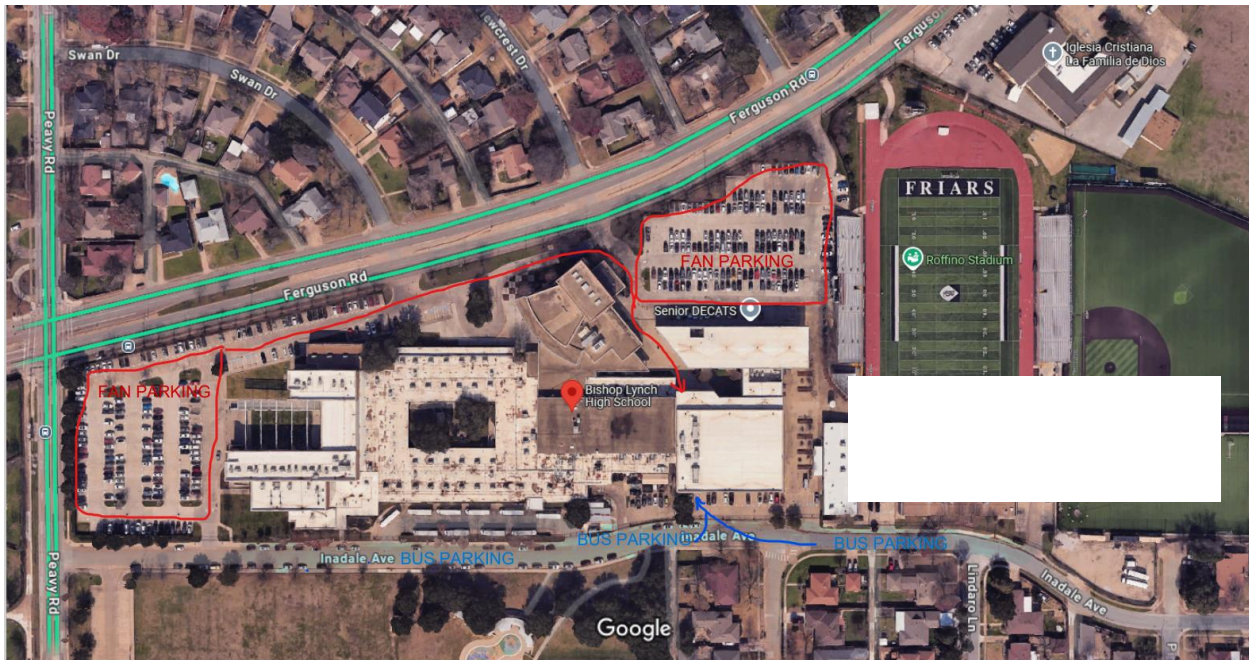 Swan Dr
Swan Dr
ewcrest Dr
Peavy Rd
Ferguson
Ferguson Rd
Iglesia Cristiana
La Familia de Dios
FRIARS
Roffino Stadium
FAN PARKING
Senior DECATS
Ferguson Rd
FAN PARKING
Bishop Lynch
High School
Inadale Ave
BUS PARKING
BUS PARKING
Inadale Ave
BUS PARKING
Peavy Rd
Lindaro Ln
Inadale Ave
Google
P